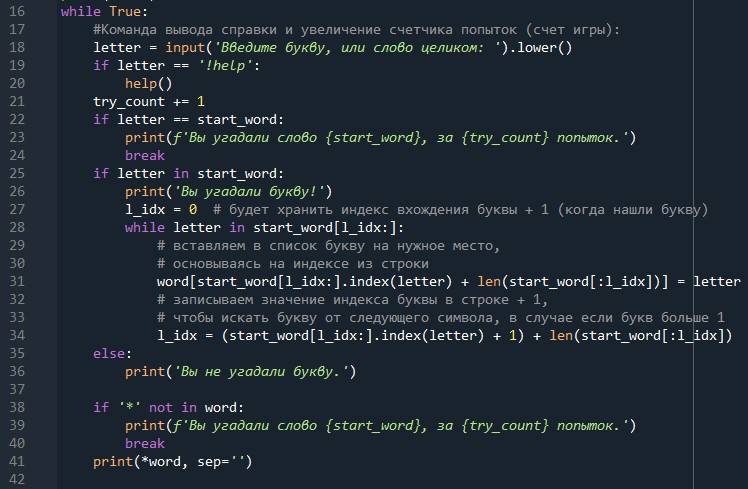 16 while True:
17     #Команда вывода справки и увеличение счетчика попыток (счет игры):
18     letter = input('Введите букву, или слово целиком: ').lower()
19     if letter == '!help':
20         help()
21     try_count += 1
22     if letter == start_word:
23         print(f'Вы угадали слово {start_word}, за {try_count} попыток.')
24         break
25     if letter in start_word:
26         print('Вы угадали букву!')
27         l_idx = 0  # будет хранить индекс вхождения буквы + 1 (когда нашли букву)
28         while letter in start_word[l_idx:]:
29             # вставляем в список букву на нужное место,
30             # основываясь на индексе из строки
31             word[start_word[l_idx:].index(letter) + len(start_word[:l_idx])] = letter
32             # записываем значение индекса буквы в строке + 1,
33             # чтобы искать букву от следующего символа, в случае если букв больше 1
34             l_idx = (start_word[l_idx:].index(letter) + 1) + len(start_word[:l_idx])
35     else:
36         print('Вы не угадали букву.')
37
38     if '*' not in word:
39         print(f'Вы угадали слово {start_word}, за {try_count} попыток.')
40         break
41     print(*word, sep='')
42